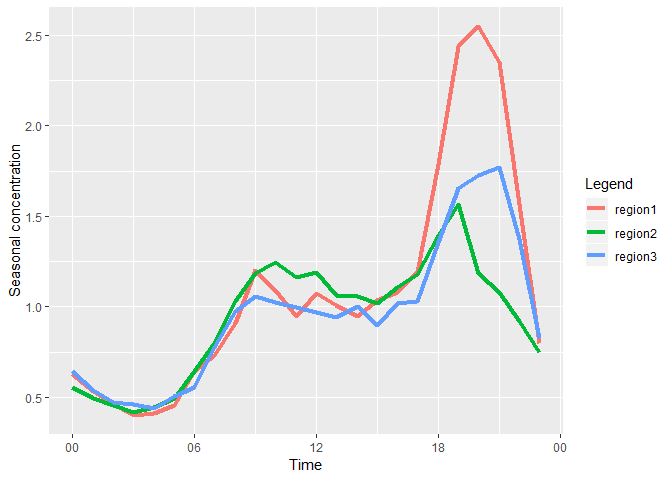 2.5
2.0
1.5
1.0
0.5
Seasonal concentration
00 06 12 18 00
Time
Legend
region1
region2
region3